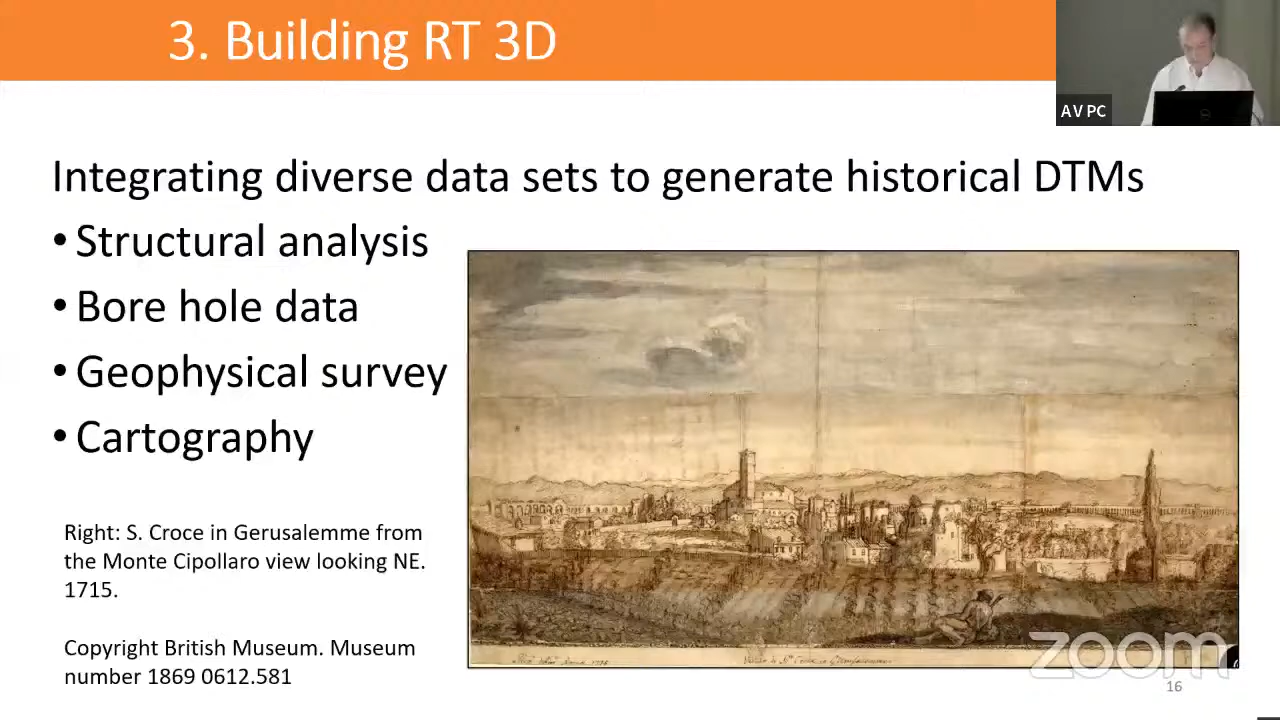 3. Building RT 3D
AV PC
Integrating diverse data sets to generate historical DTMs
• Structural analysis
• Bore hole data
• Geophysical survey
• Cartography
Right: S. Croce in Gerusalemme from
the Monte Cipollaro view looking NE.
1715.
Copyright British Museum. Museum
number 1869 0612.581
zoom
16